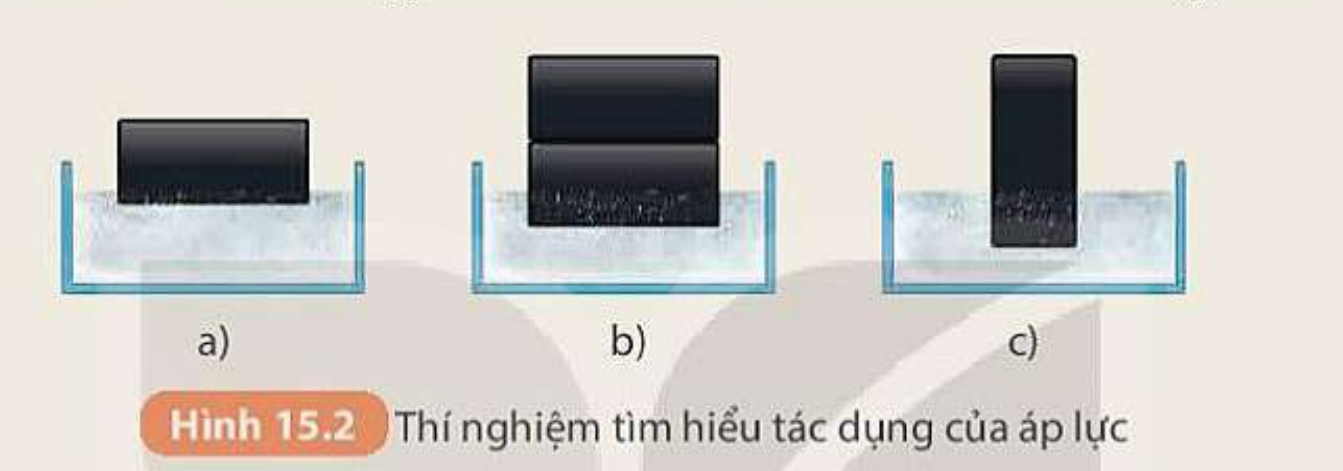 a)
b)
c)
Hình 15.2 Thí nghiệm tìm hiểu tác dụng của áp lực